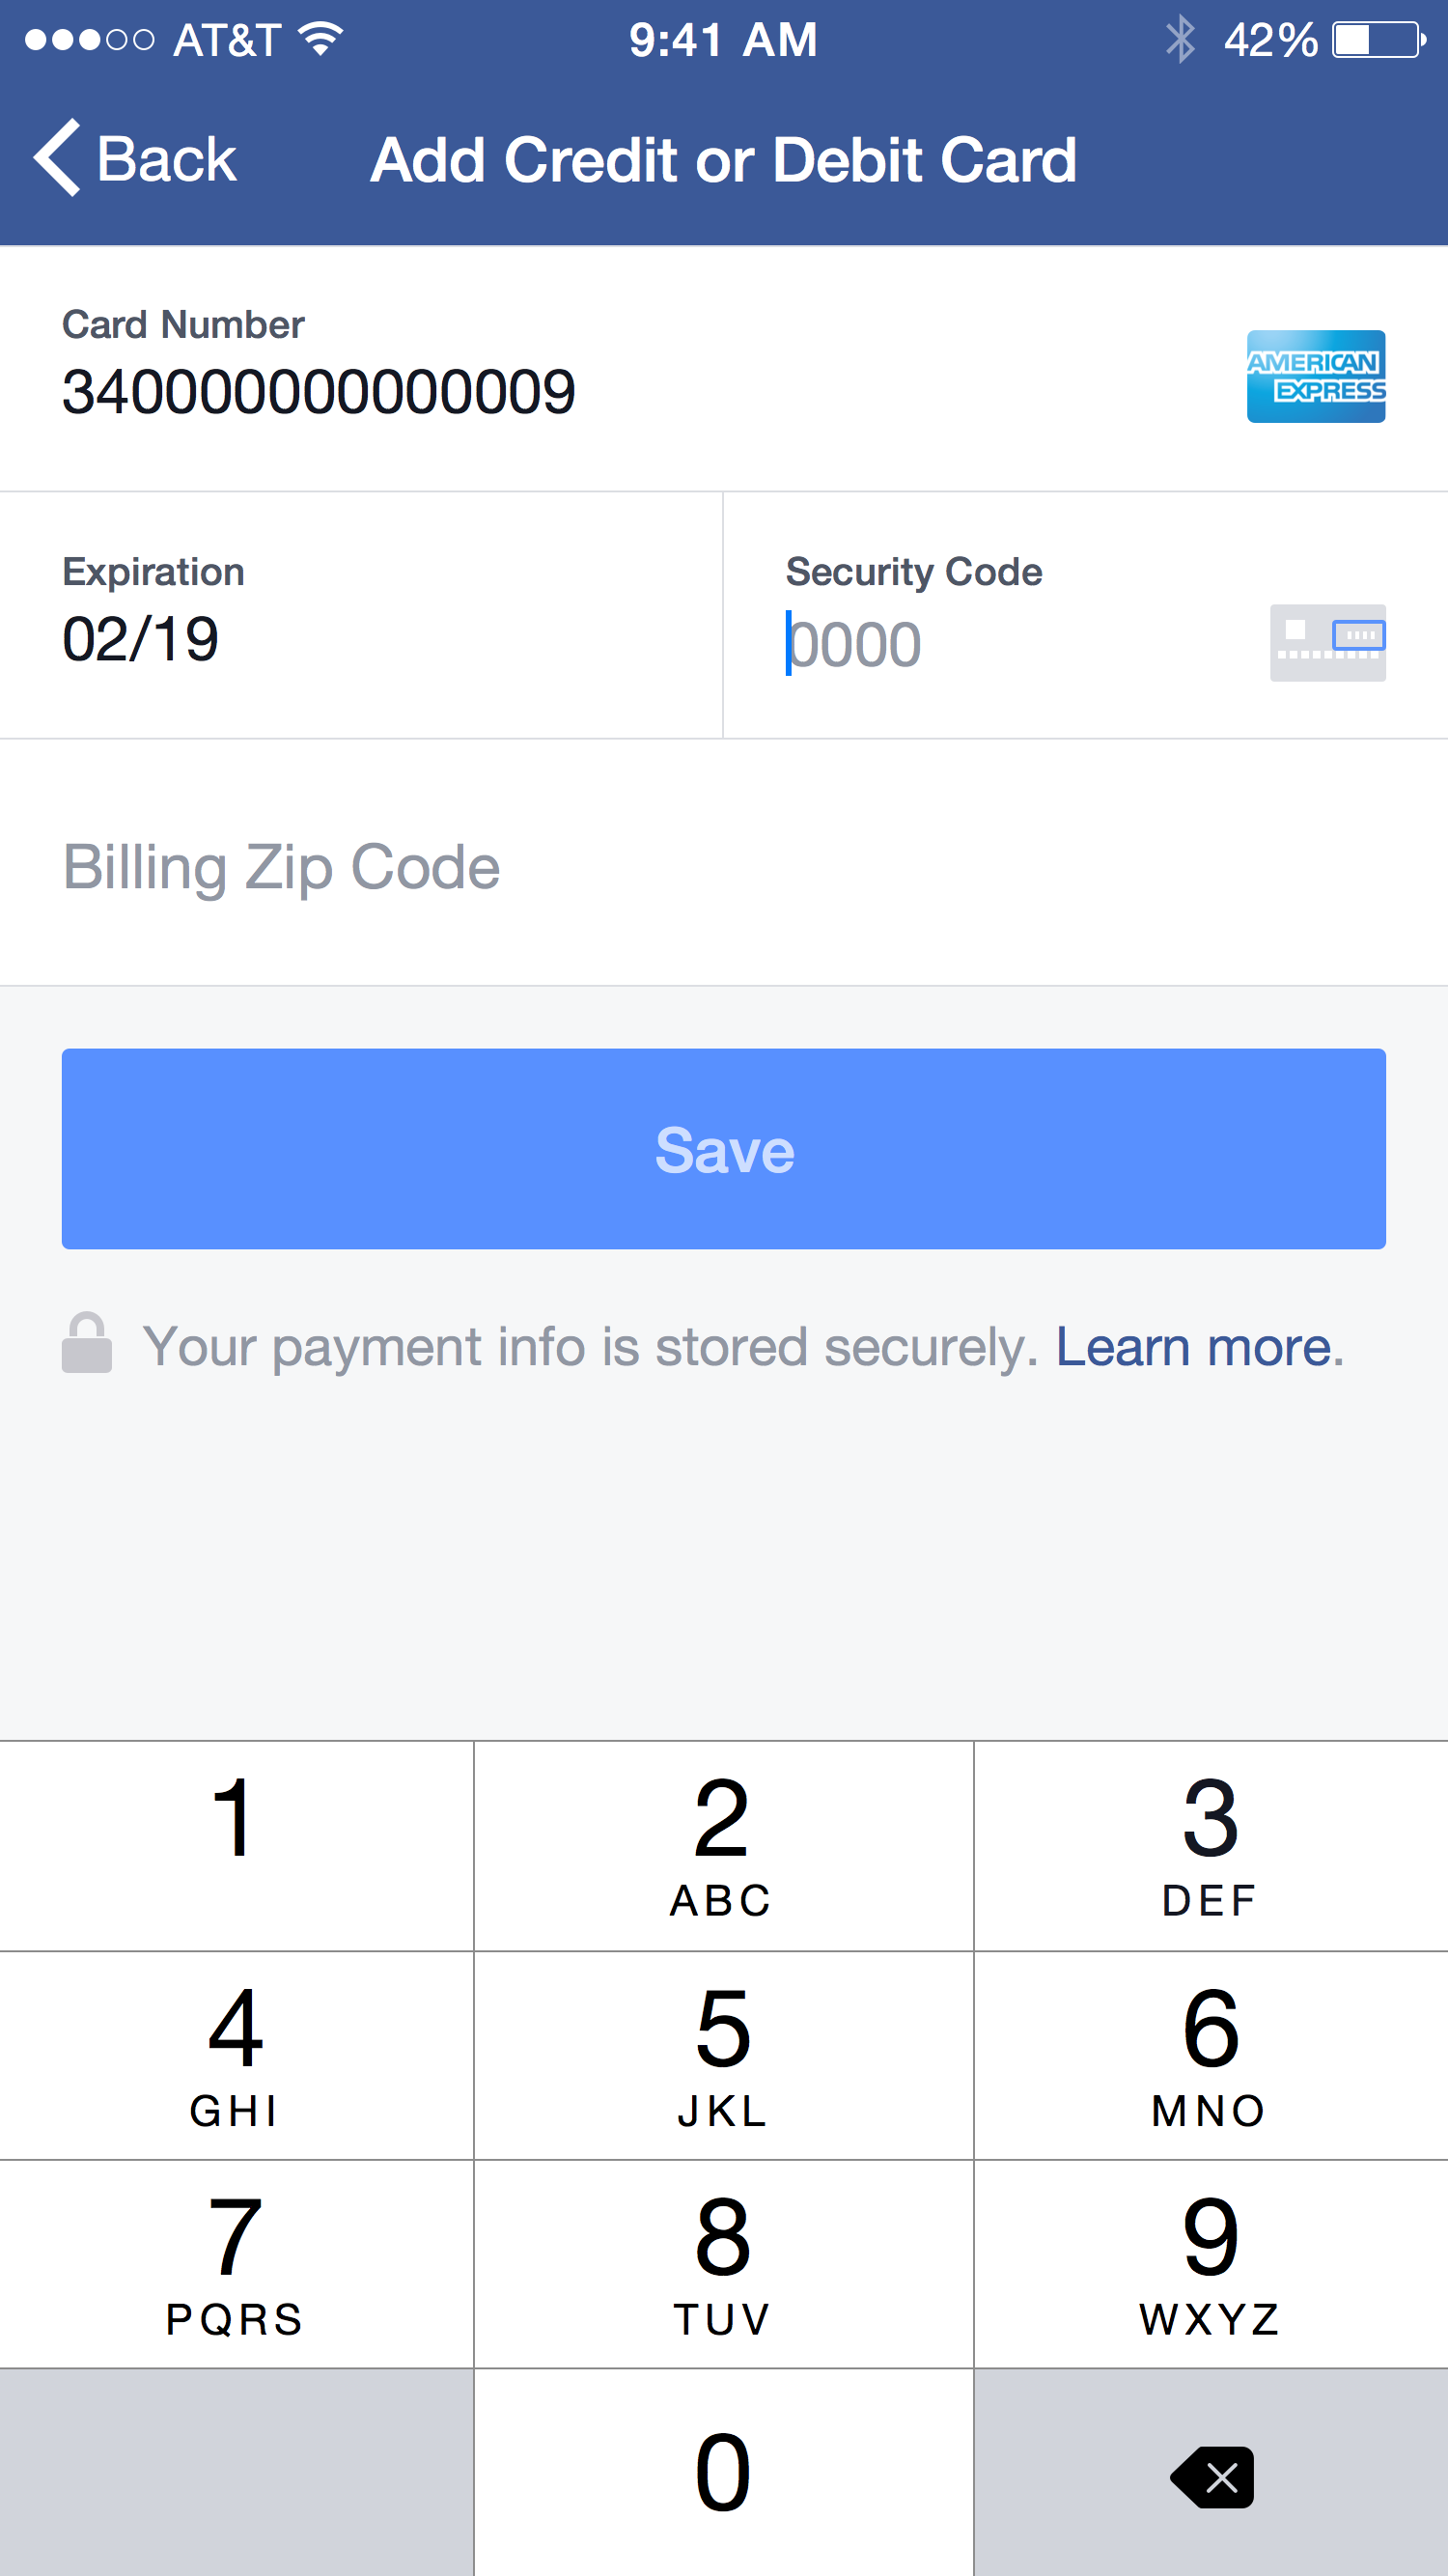 AT&T 9:41 AM 42%
Back Add Credit or Debit Card
Card Number
340000000000009
AMERICAN
EXPRESS
Expiration
02/19
Security Code
0000
Billing Zip Code
Save
Your payment info is stored securely. Learn more.
1 2 3
ABC DEF
4 5 6
GHI JKL MNO
7 8 9
PQRS TUV WXYZ
0